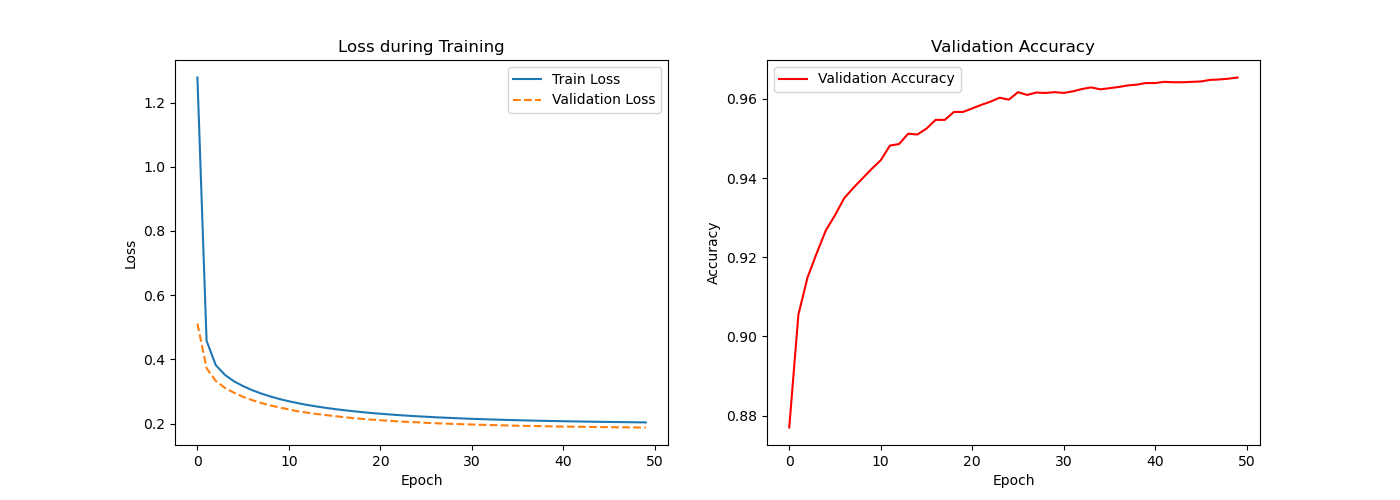 Loss during Training
Train Loss
Validation Loss
Loss
1.2
1.0
0.8
0.6
0.4
0.2
0 10 20 30 40 50
Epoch
Validation Accuracy
Validation Accuracy
Accuracy
0.96
0.94
0.92
0.90
0.88
0 10 20 30 40 50
Epoch